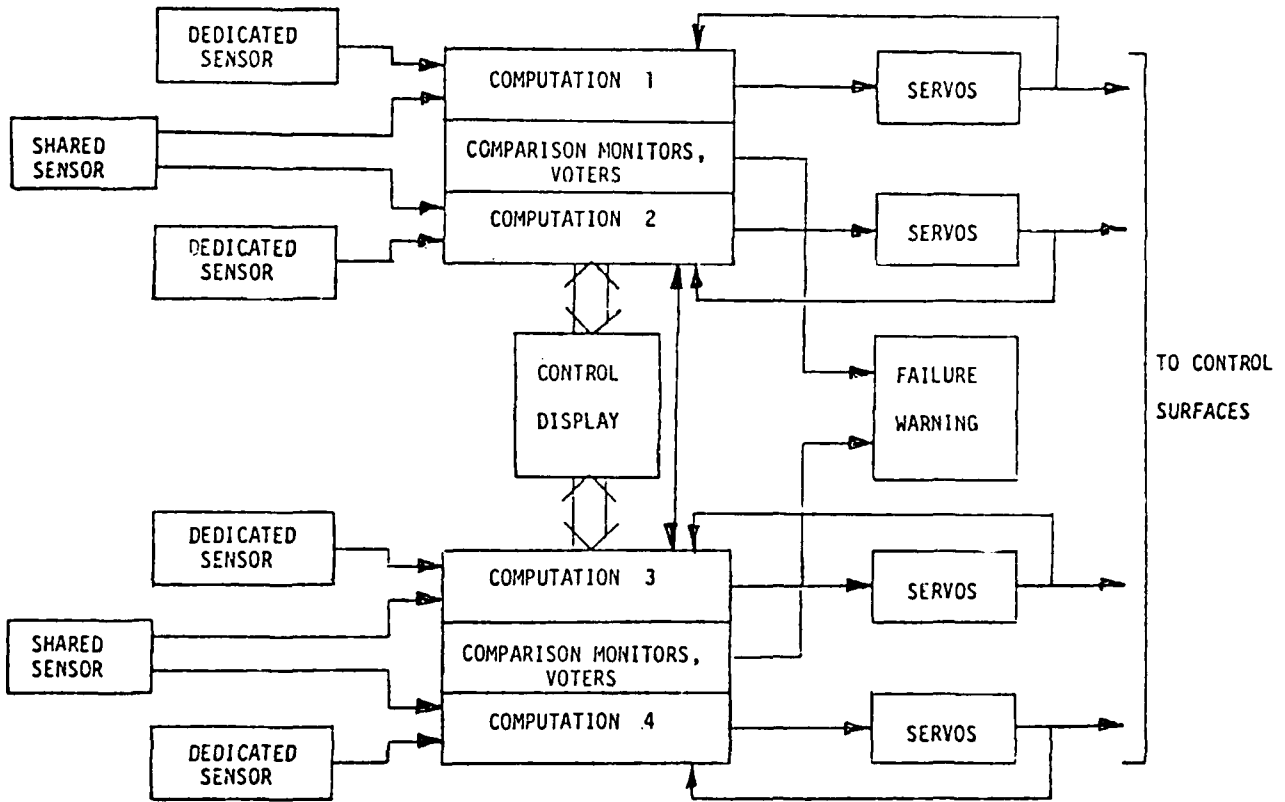 DEDICATED
SENSOR
SHARED
SENSOR
DEDICATED
SENSOR
COMPUTATION 1
COMPARISON MONITORS,
VOTERS
COMPUTATION 2
SERVOS
SERVOS
CONTROL
DISPLAY
FAILURE
WARNING
TO CONTROL
SURFACES
DEDICATED
SENSOR
SHARED
SENSOR
DEDICATED
SENSOR
COMPUTATION 3
COMPARISON MONITORS,
VOTERS
COMPUTATION 4
SERVOS
SERVOS